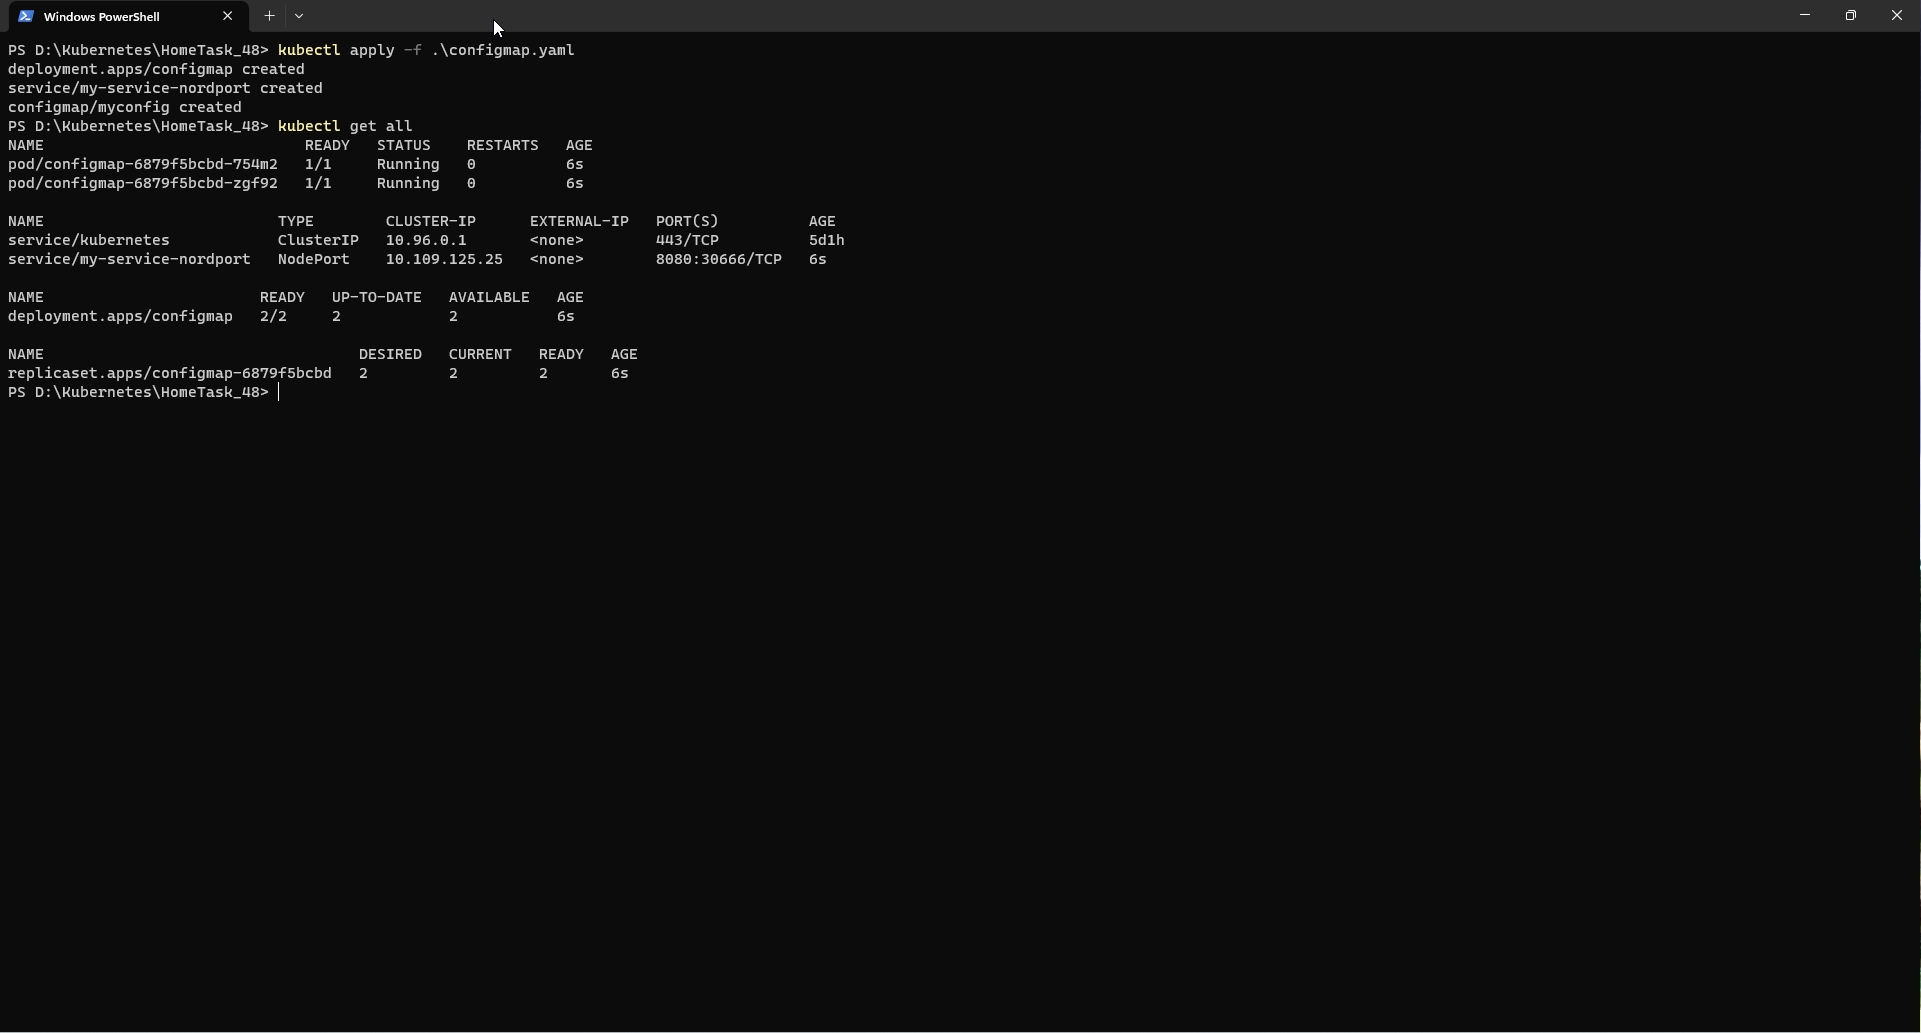 Windows PowerShell
PS D:\Kubernetes\HomeTask_48> kubectl apply -f .\configmap.yaml
deployment.apps/configmap created
service/my-service-nordport created
configmap/myconfig created
PS D:\Kubernetes\HomeTask_48> kubectl get all
NAME                             READY   STATUS    RESTARTS   AGE
pod/configmap-6879f5bcbd-754m2   1/1     Running   0          6s
pod/configmap-6879f5bcbd-zgf92   1/1     Running   0          6s
NAME                          TYPE        CLUSTER-IP      EXTERNAL-IP   PORT(S)          AGE
service/kubernetes            ClusterIP   10.96.0.1       <none>        443/TCP          5d1h
service/my-service-nordport   NodePort    10.109.125.25   <none>        8080:30666/TCP   6s
NAME                        READY   UP-TO-DATE   AVAILABLE   AGE
deployment.apps/configmap   2/2     2            2           6s
NAME                                   DESIRED   CURRENT   READY   AGE
replicaset.apps/configmap-6879f5bcbd   2         2         2       6s
PS D:\Kubernetes\HomeTask_48>